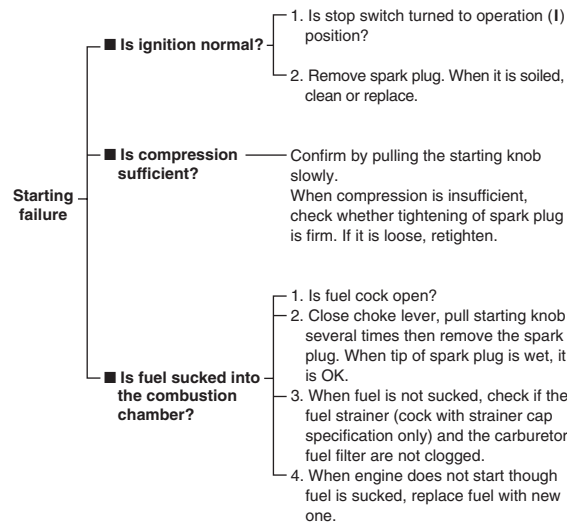 Starting
failure
■ Is ignition normal?
1. Is stop switch turned to operation (I)
position?
2. Remove spark plug. When it is soiled,
clean or replace.
■ Is compression
sufficient?
Confirm by pulling the starting knob
slowly.
When compression is insufficient,
check whether tightening of spark plug
is firm. If it is loose, retighten.
■ Is fuel sucked into
the combustion
chamber?
1. Is fuel cock open?
2. Close choke lever, pull starting knob
several times then remove the spark
plug. When tip of spark plug is wet, it
is OK.
3. When fuel is not sucked, check if the
fuel strainer (cock with strainer cap
specification only) and the carburetor
fuel filter are not clogged.
4. When engine does not start though
fuel is sucked, replace fuel with new
one.